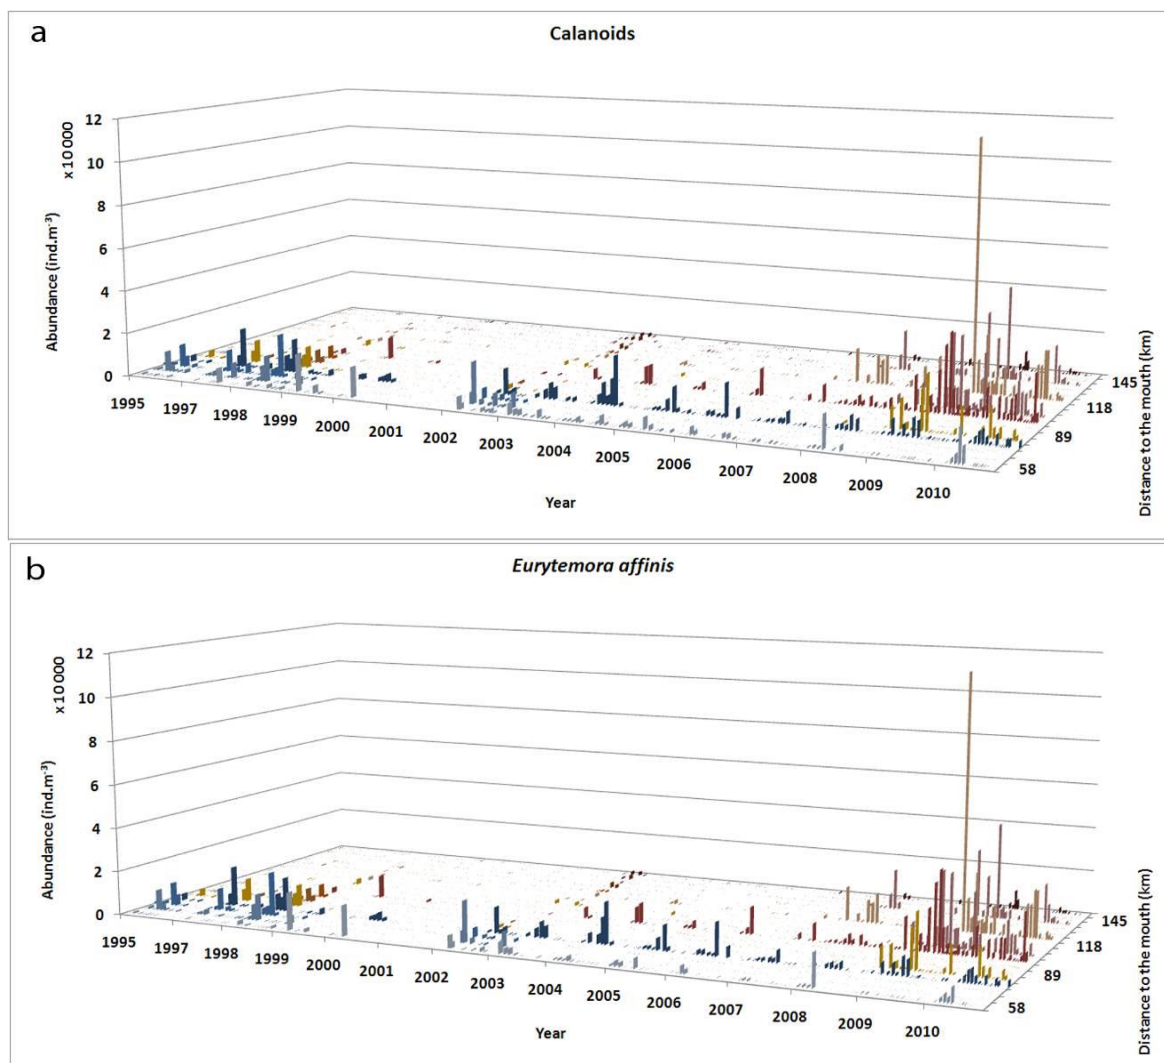 a
Calanoids
x 10 000
Abundance (ind.m-3)
12
10
8
6
4
2
0
1995 1997 1998 1999 2000 2001 2002 2003 2004 2005 2006 2007 2008 2009 2010
Year
145
118
89
58
Distance to the mouth (km)
b
Eurytemora affinis
x 10 000
Abundance (ind.m-3)
12
10
8
6
4
2
0
1995 1997 1998 1999 2000 2001 2002 2003 2004 2005 2006 2007 2008 2009 2010
Year
145
118
89
58
Distance to the mouth (km)